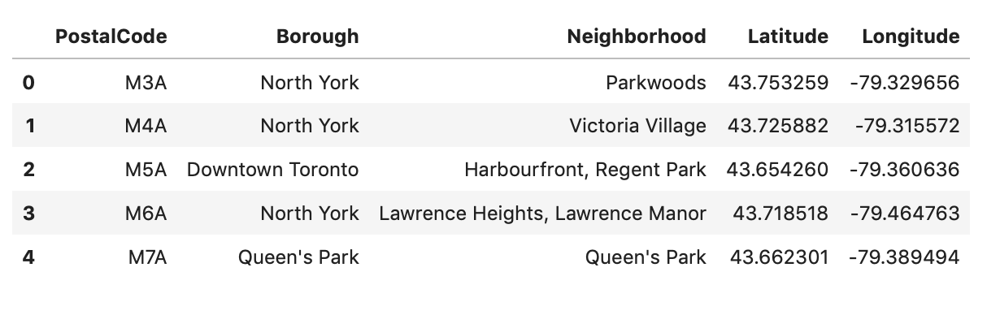 PostalCode Borough Neighborhood Latitude Longitude
0 M3A North York Parkwoods 43.753259 -79.329656
1 M4A North York Victoria Village 43.725882 -79.315572
2 M5A Downtown Toronto Harbourfront, Regent Park 43.654260 -79.360636
3 M6A North York Lawrence Heights, Lawrence Manor 43.718518 -79.464763
4 M7A Queen's Park Queen's Park 43.662301 -79.389494